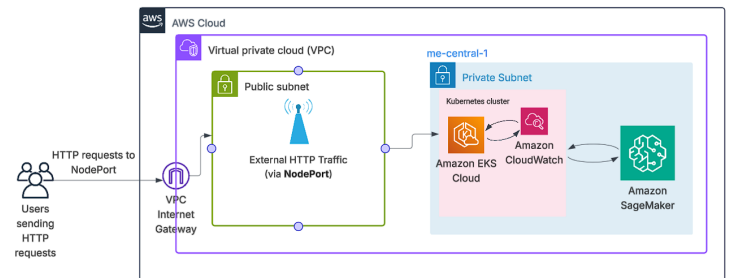 aws
AWS Cloud
Virtual private cloud (VPC)
me-central-1
Public subnet
Private Subnet
Kubernetes cluster
HTTP requests to
NodePort
External HTTP Traffic
(via NodePort)
Amazon EKS
Cloud
Amazon
CloudWatch
Amazon
SageMaker
VPC
Internet
Gateway
Users
sending
HTTP
requests